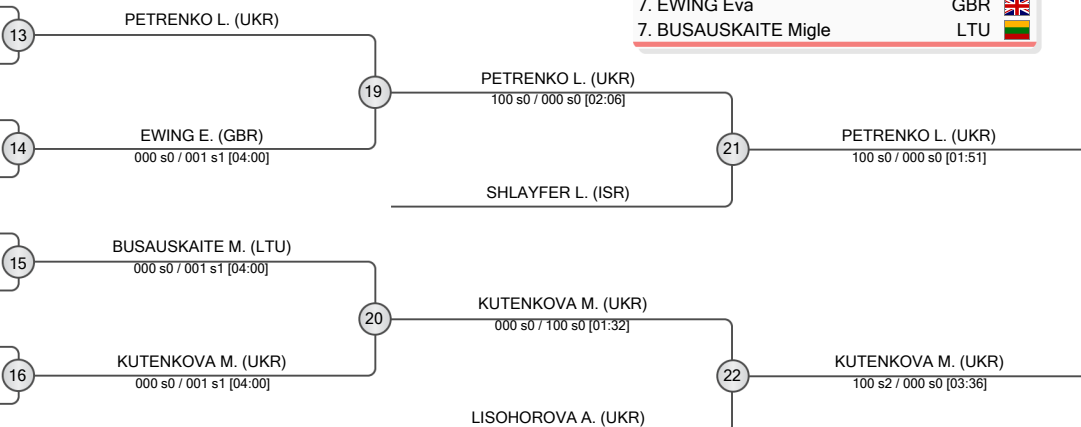 7. EWING Eva GBR
7. BUSAUSKAITE Migle LTU
13
PETRENKO L. (UKR)
19
PETRENKO L. (UKR)
100 s0 / 000 s0 [02:06]
14
EWING E. (GBR)
000 s0 / 001 s1 [04:00]
21
PETRENKO L. (UKR)
100 s0 / 000 s0 [01:51]
SHLAYFER L. (ISR)
15
BUSAUSKAITE M. (LTU)
000 s0 / 001 s1 [04:00]
20
KUTENKOVA M. (UKR)
000 s0 / 100 s0 [01:32]
16
KUTENKOVA M. (UKR)
000 s0 / 001 s1 [04:00]
22
KUTENKOVA M. (UKR)
100 s2 / 000 s0 [03:36]
LISOHOROVA A. (UKR)